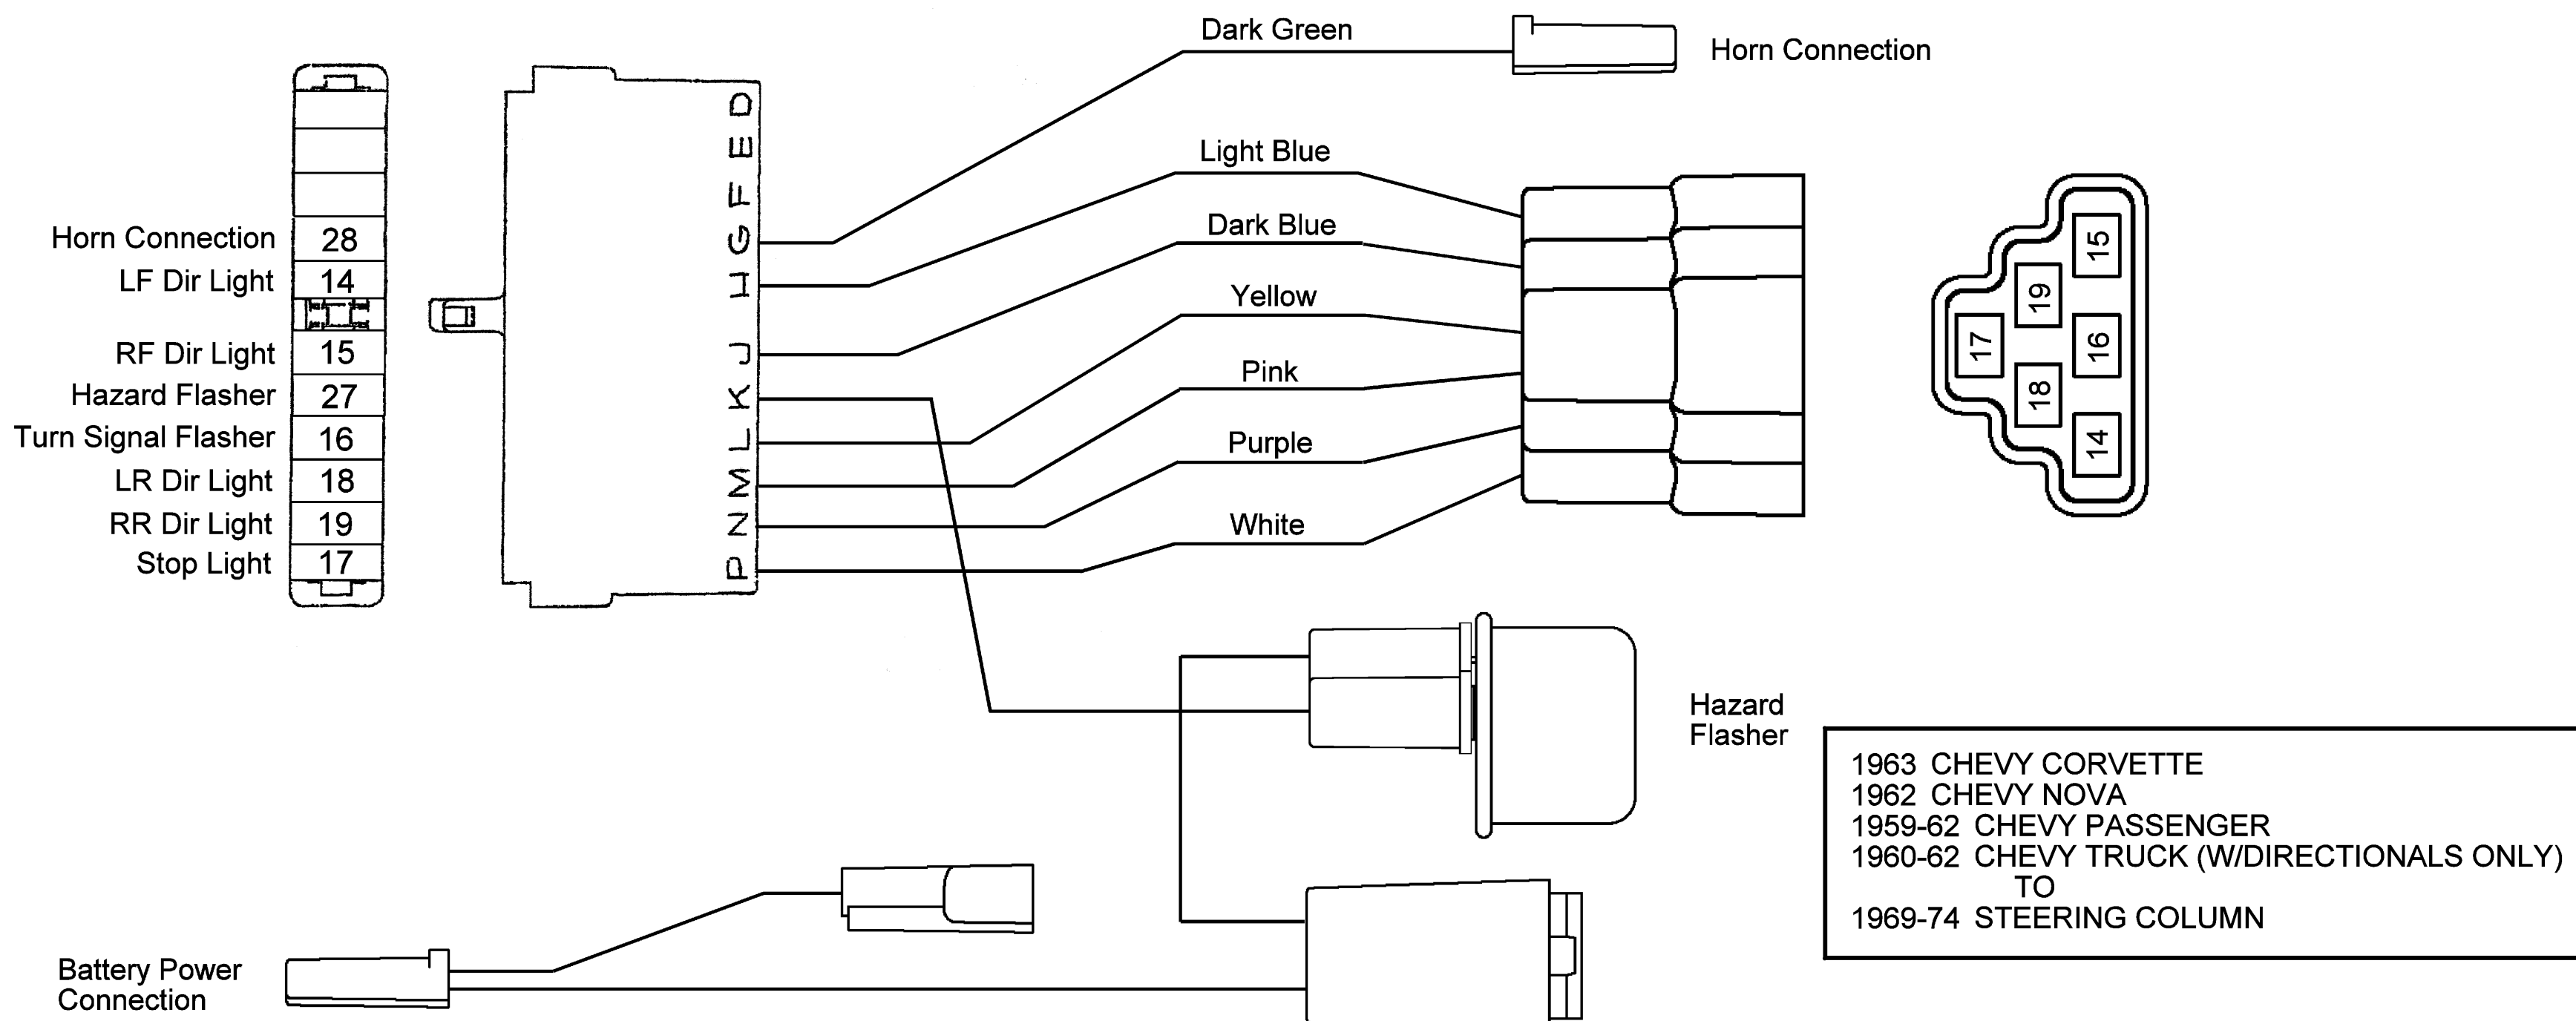 Dark Green
Horn Connection
Light Blue
Dark Blue
Yellow
Pink
Purple
White
Horn Connection 28
LF Dir Light 14
RF Dir Light 15
Hazard Flasher 27
Turn Signal Flasher 16
LR Dir Light 18
RR Dir Light 19
Stop Light 17
D
E
F
G
H
J
K
L
M
N
P
15
19
17
16
18
14
Hazard
Flasher
1963 CHEVY CORVETTE
1962 CHEVY NOVA
1959-62 CHEVY PASSENGER
1960-62 CHEVY TRUCK (W/DIRECTIONALS ONLY)
TO
1969-74 STEERING COLUMN
Battery Power
Connection